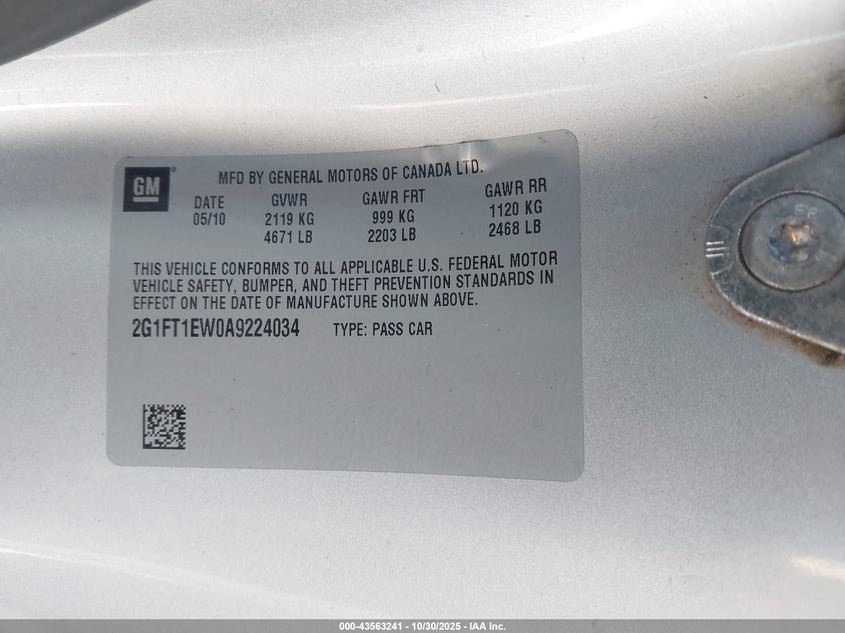 GM
MFD BY GENERAL MOTORS OF CANADA LTD.
DATE GVWR GAWR FRT GAWR RR
05/10 2119 KG 999 KG 1120 KG
4671 LB 2203 LB 2468 LB
THIS VEHICLE CONFORMS TO ALL APPLICABLE U.S. FEDERAL MOTOR
VEHICLE SAFETY, BUMPER, AND THEFT PREVENTION STANDARDS IN
EFFECT ON THE DATE OF MANUFACTURE SHOWN ABOVE.
2G1FT1EW0A9224034 TYPE: PASS CAR
000-43563241 - 10/30/2025 - IAA Inc.